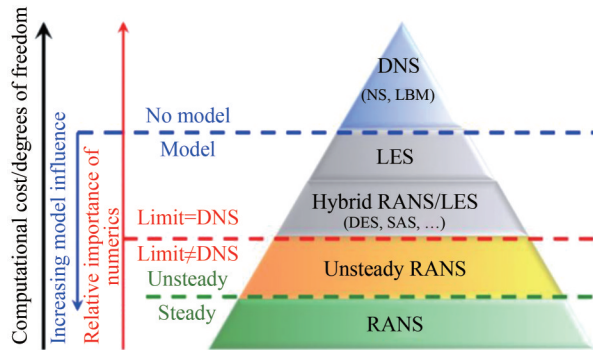 Computational cost/degrees of freedom
Increasing model influence
Relative importance of
numerics
No model
Model
Limit=DNS
Limit≠DNS
Unsteady
Steady
DNS
(NS, LBM)
LES
Hybrid RANS/LES
(DES, SAS, ...)
Unsteady RANS
RANS